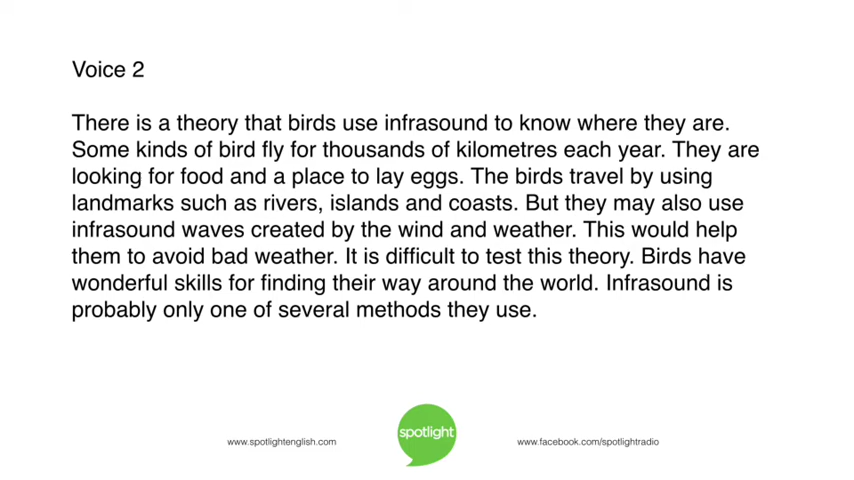 Voice 2
There is a theory that birds use infrasound to know where they are.
Some kinds of bird fly for thousands of kilometres each year. They are
looking for food and a place to lay eggs. The birds travel by using
landmarks such as rivers, islands and coasts. But they may also use
infrasound waves created by the wind and weather. This would help
them to avoid bad weather. It is difficult to test this theory. Birds have
wonderful skills for finding their way around the world. Infrasound is
probably only one of several methods they use.
spotlight
www.spotlightenglish.com
www.facebook.com/spotlightradio